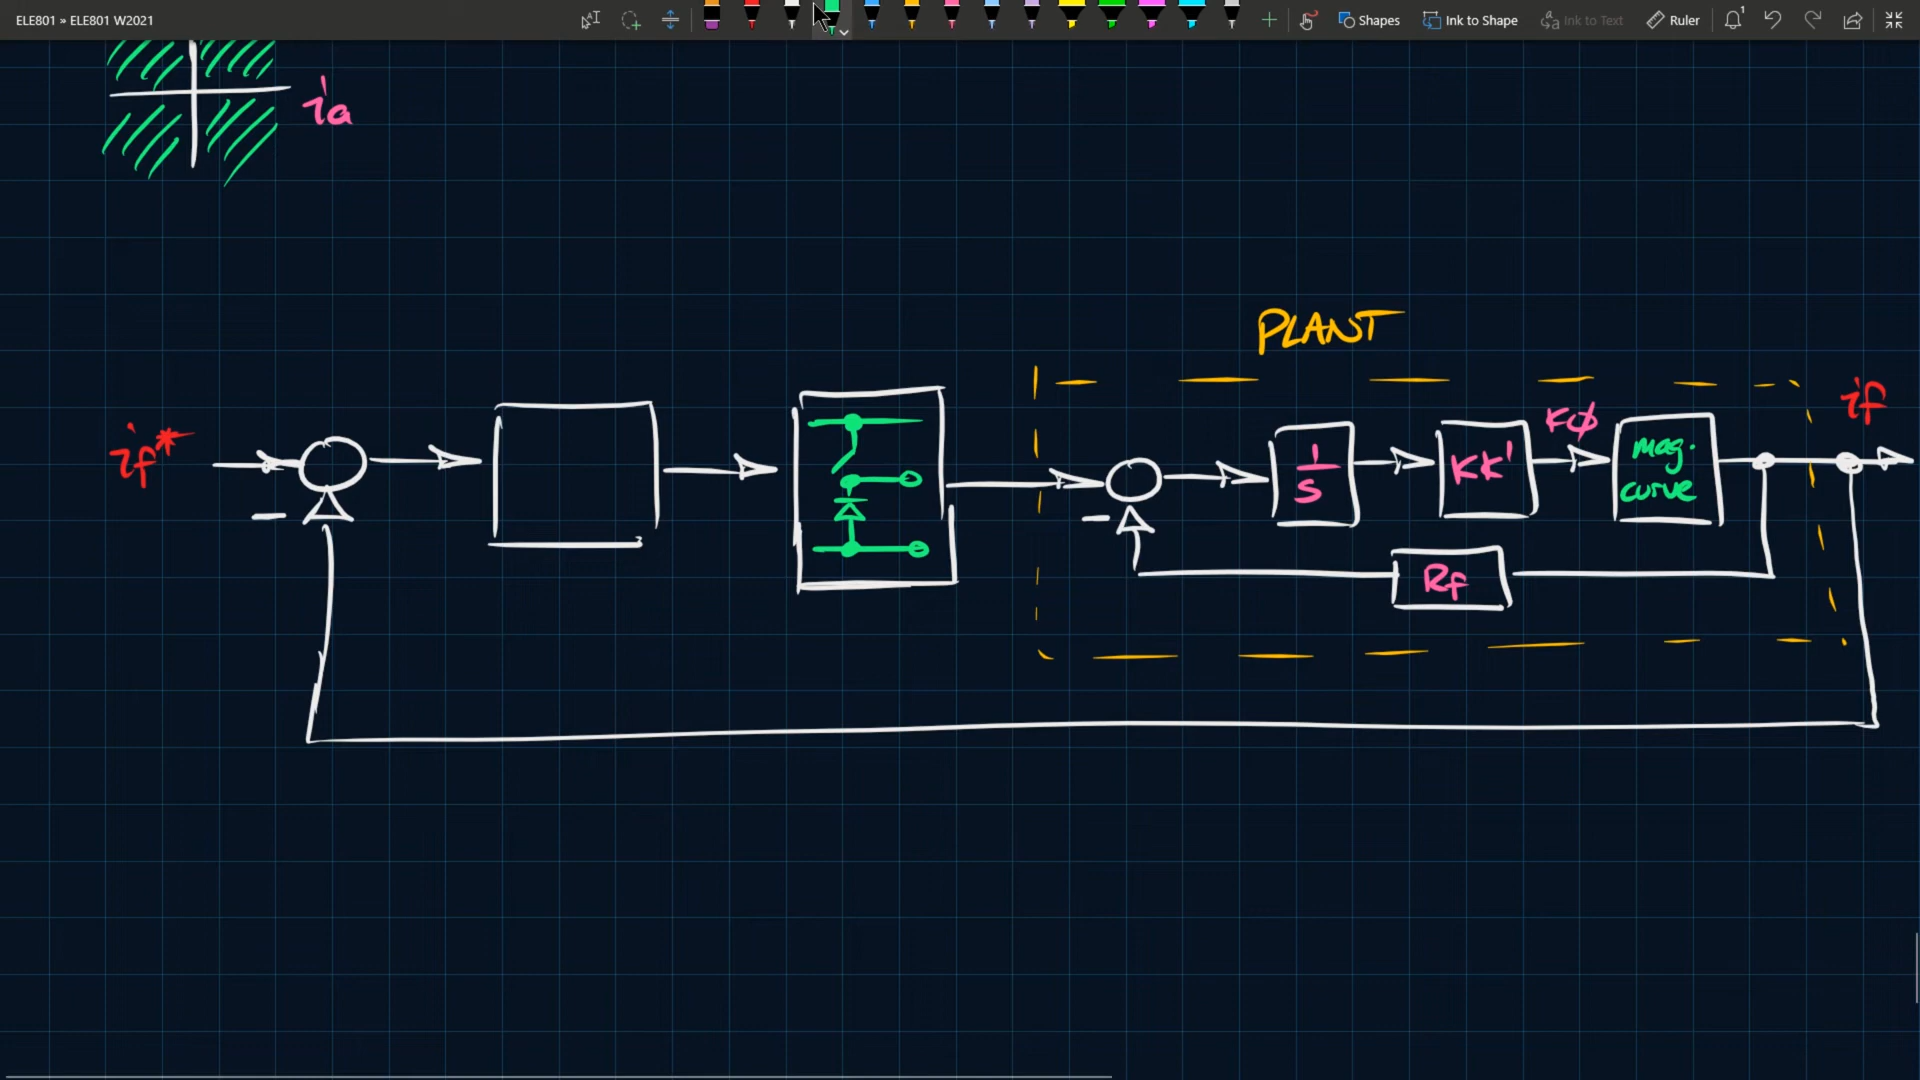 ELE801 » ELE801 W2021
Shapes
Ink to Shape
Ink to Text
Ruler
1
ia
PLANT
if*
if
1
s
KK'
Kϕ
mag.
curve
Rf